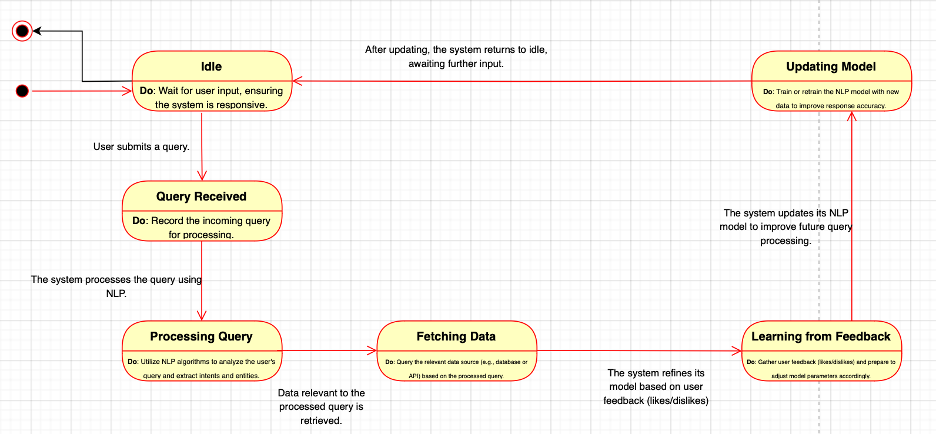 After updating, the system returns to idle,
awaiting further input.
Idle
Do: Wait for user input, ensuring
the system is responsive.
Updating Model
Do: Train or retrain the NLP model with new
data to improve response accuracy.
User submits a query.
Query Received
Do: Record the incoming query
for processing.
The system updates its NLP
model to improve future query
processing.
The system processes the query using
NLP.
Processing Query
Do: Utilize NLP algorithms to analyze the user's
query and extract intents and entities.
Fetching Data
Do: Query the relevant data source (e.g., database or
API) based on the processed query.
Learning from Feedback
Do: Gather user feedback (likes/dislikes) and prepare to
adjust model parameters accordingly.
Data relevant to the
processed query is
retrieved.
The system refines its
model based on user
feedback (likes/dislikes)